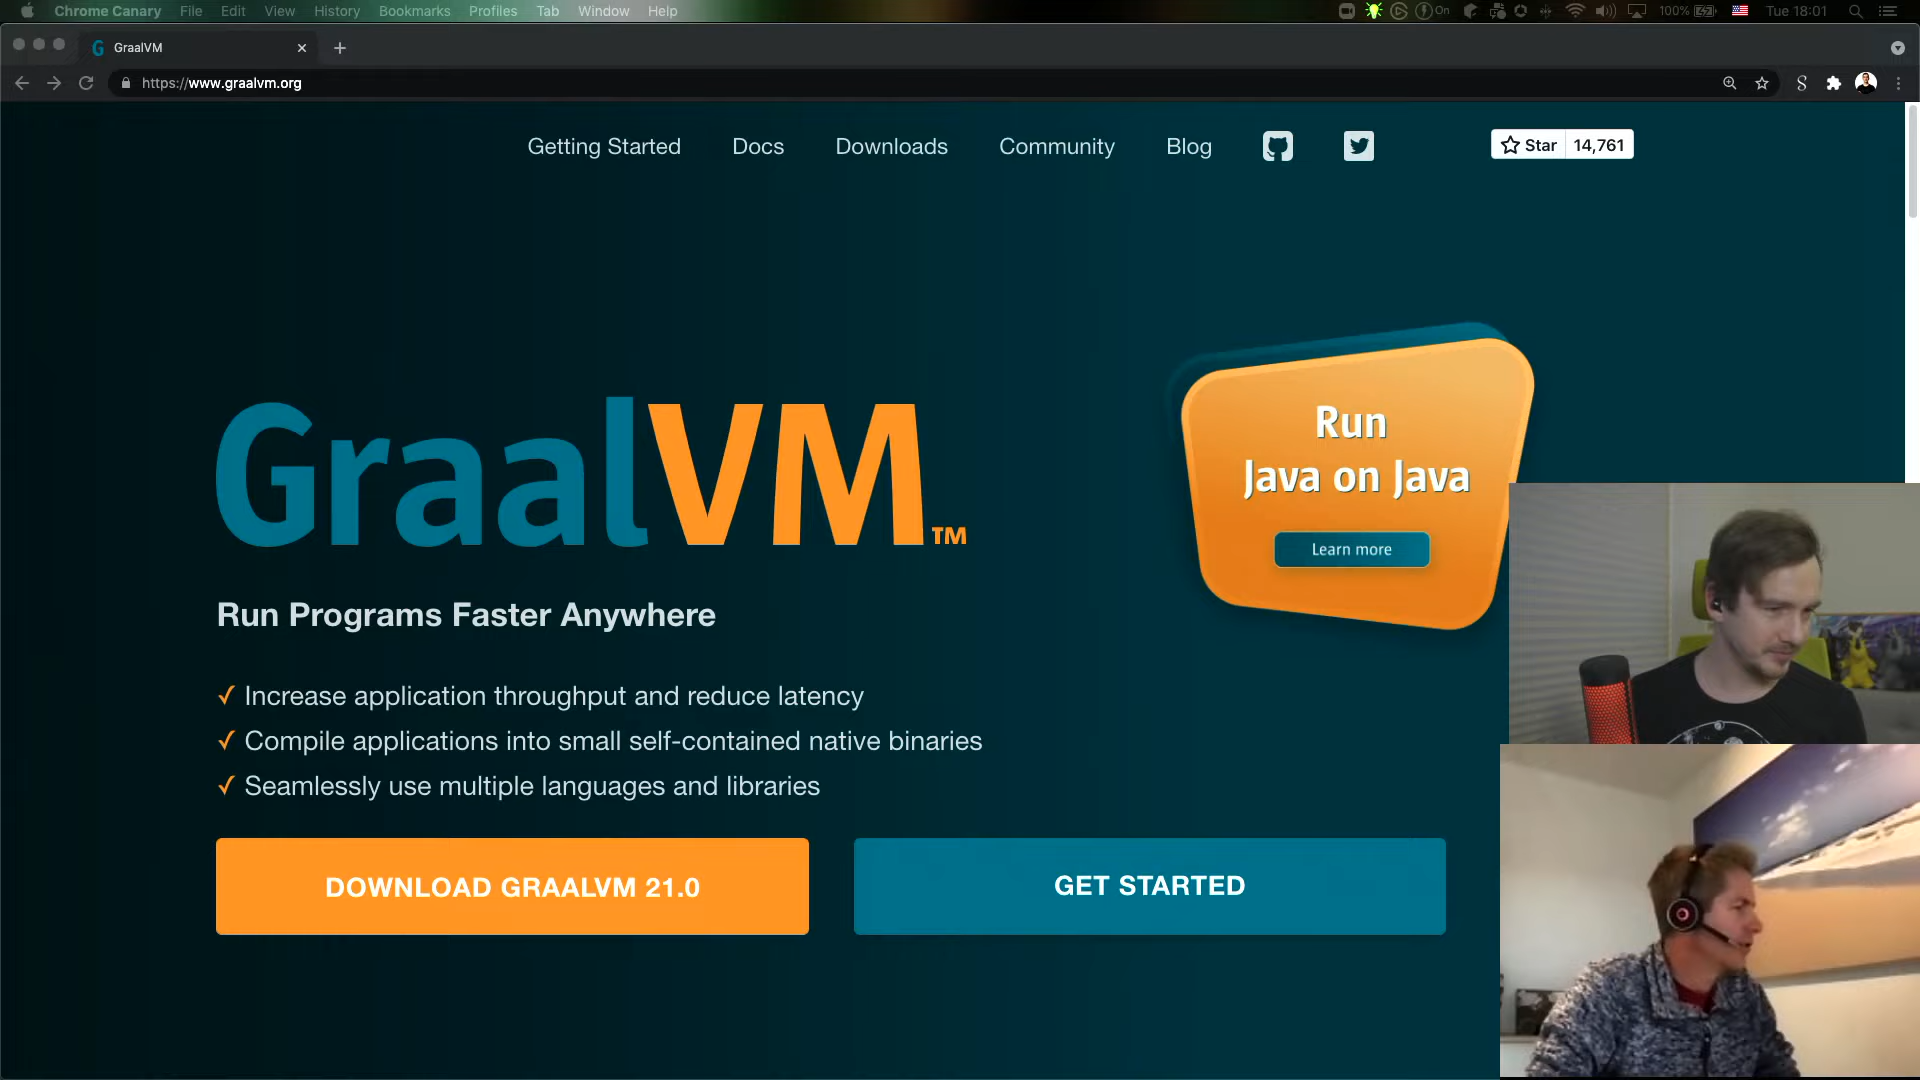 Chrome Canary File Edit View History Bookmarks Profiles Tab Window Help On 100% Tue 18:01
GraalVM
https://www.graalvm.org
Getting Started Docs Downloads Community Blog Star 14,761
GraalVM™
Run
Java on Java
Learn more
Run Programs Faster Anywhere
✓ Increase application throughput and reduce latency
✓ Compile applications into small self-contained native binaries
✓ Seamlessly use multiple languages and libraries
DOWNLOAD GRAALVM 21.0
GET STARTED